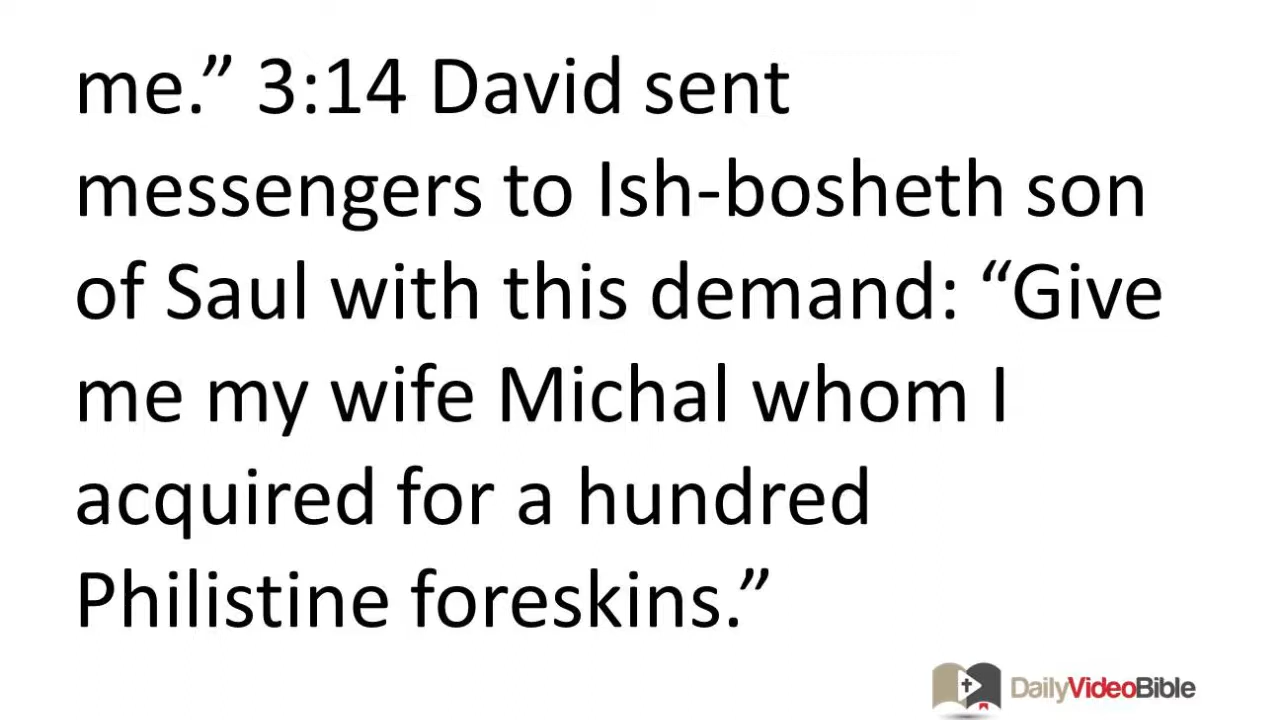 me.” 3:14 David sent
messengers to Ish-bosheth son
of Saul with this demand: “Give
me my wife Michal whom I
acquired for a hundred
Philistine foreskins.”
DailyVideoBible